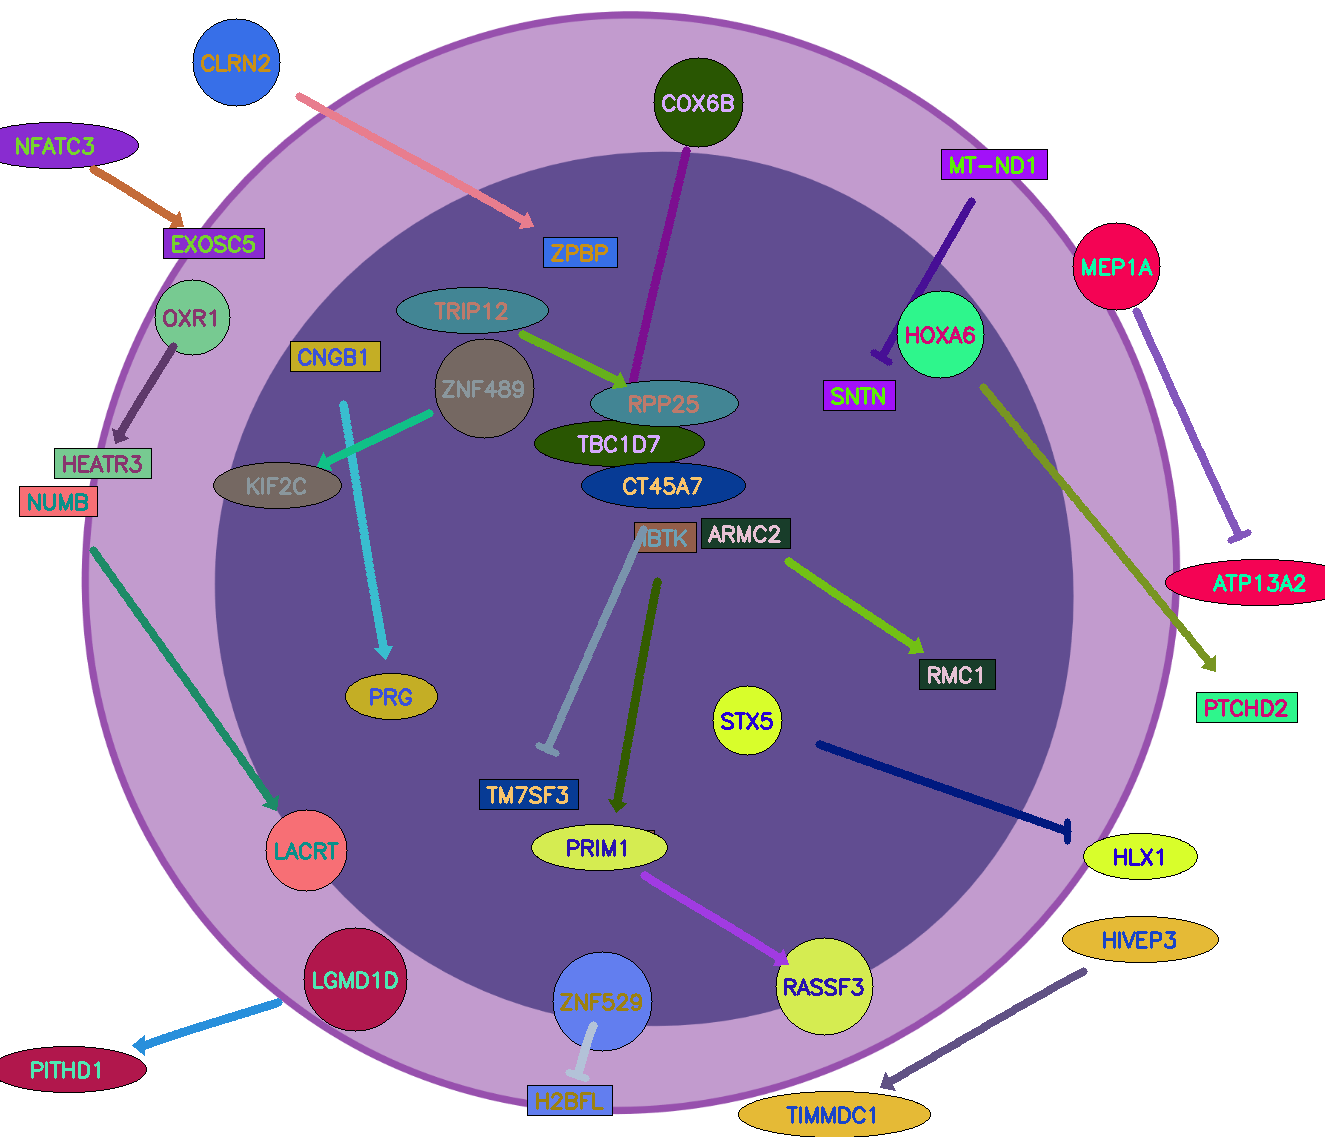 CLRN2
COX6B
NFATC3
MT-ND1
EXOSC5
ZPBP
MEP1A
OXR1
TRIP12
HOXA6
CNGB1
ZNF489
SNTN
RPP25
TBC1D7
HEATR3
KIF2C
CT45A7
NUMB
IBTK
ARMC2
ATP13A2
RMC1
PRG
PTCHD2
STX5
TM7SF3
PRIM1
LACRT
HLX1
HIVEP3
LGMD1D
RASSF3
ZNF529
PITHD1
H2BFL
TIMMDC1